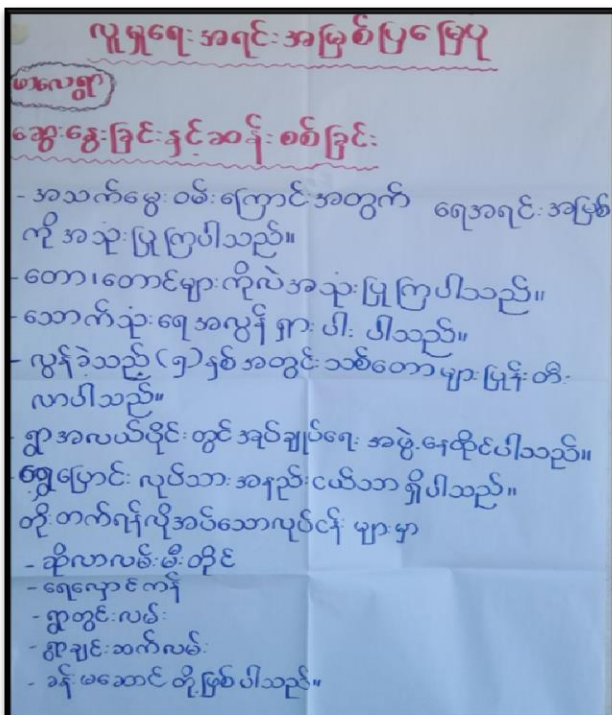 လူမှုရေးအရင်းအမြစ်ပြမြေပုံ
မာလေရွာ
ဆွေးနွေးခြင်းနှင့်ဆန်းစစ်ခြင်း
- အသက်မွေးဝမ်းကြောင်းအတွက် ရေအရင်းအမြစ်
ကိုအသုံးပြုကြပါသည်။
- တော၊တောင်များကိုလဲအသုံးပြုကြပါသည်။
- သောက်သုံးရေအလွန်ရှားပါးပါသည်။
- လွန်ခဲ့သည့်(၅)နှစ်အတွင်းသစ်တောများပြုန်းတီး
လာပါသည်။
- ရွာအလယ်ပိုင်းတွင်အုပ်ချုပ်ရေးအဖွဲ့နေထိုင်ပါသည်။
- ရွှေ့ပြောင်းလုပ်သားအနည်းငယ်သာရှိပါသည်။
တိုးတက်ရန်လိုအပ်သောလုပ်ငန်းများမှာ
- ဆိုလာလမ်းမီးတိုင်
- ရေလှောင်ကန်
- ရွာတွင်းလမ်း
- ရွာချင်းဆက်လမ်း
- ခန်းမဆောင်တို့ဖြစ်ပါသည်။